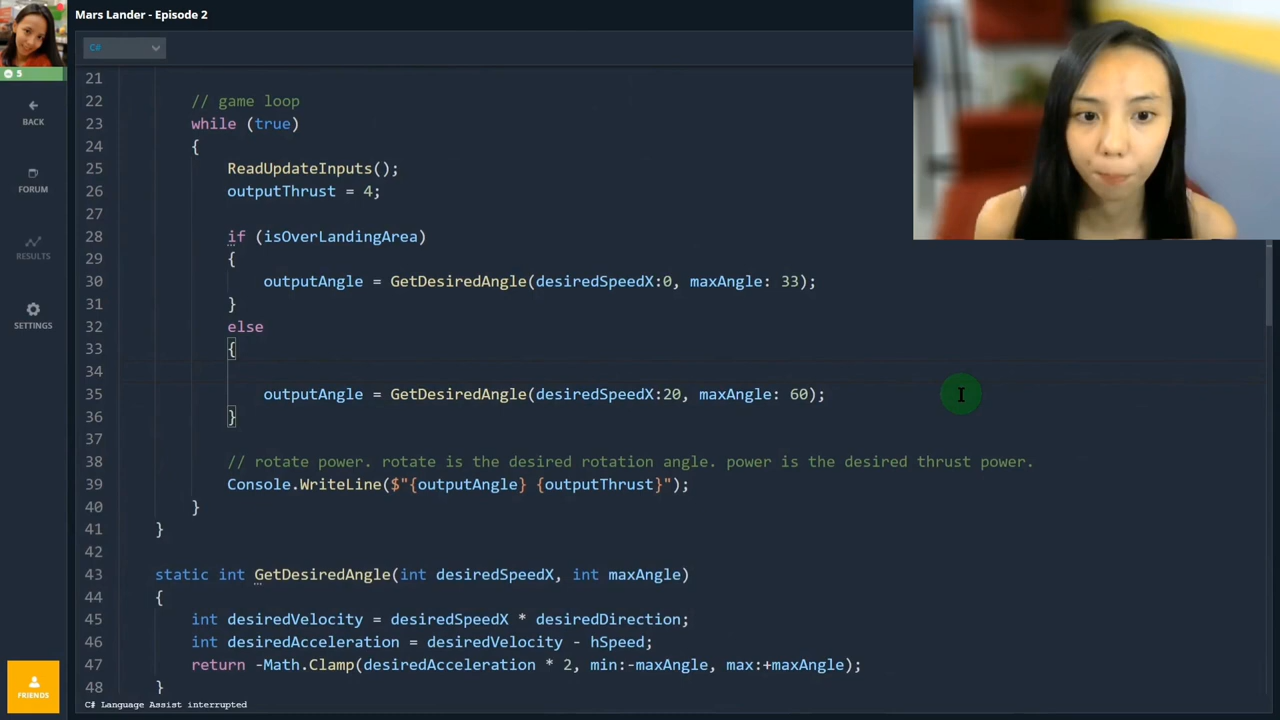 Mars Lander - Episode 2
C#
5
BACK
FORUM
RESULTS
SETTINGS
FRIENDS
21
22 // game loop
23 while (true)
24 {
25 ReadUpdateInputs();
26 outputThrust = 4;
27
28 if (isOverLandingArea)
29 {
30 outputAngle = GetDesiredAngle(desiredSpeedX:0, maxAngle: 33);
31 }
32 else
33 {
34
35 outputAngle = GetDesiredAngle(desiredSpeedX:20, maxAngle: 60);
36 }
37
38 // rotate power. rotate is the desired rotation angle. power is the desired thrust power.
39 Console.WriteLine($"{outputAngle} {outputThrust}");
40 }
41 }
42
43 static int GetDesiredAngle(int desiredSpeedX, int maxAngle)
44 {
45 int desiredVelocity = desiredSpeedX * desiredDirection;
46 int desiredAcceleration = desiredVelocity - hSpeed;
47 return -Math.Clamp(desiredAcceleration * 2, min:-maxAngle, max:+maxAngle);
48 }
C# Language Assist interrupted